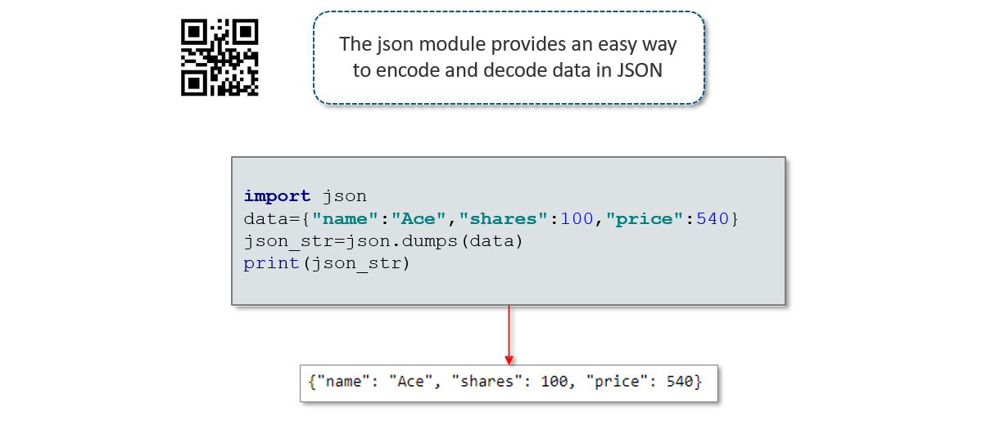 The json module provides an easy way
to encode and decode data in JSON
import json
data={"name":"Ace","shares":100,"price":540}
json_str=json.dumps(data)
print(json_str)
{"name": "Ace", "shares": 100, "price": 540}